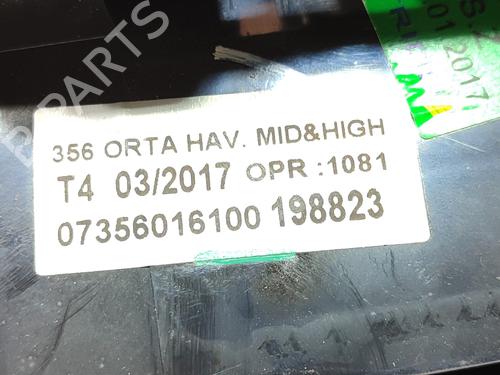 B PARTS
356 ORTA HAV. MID&HIGH
T4 03/2017 OPR :1081
07356016100 198823